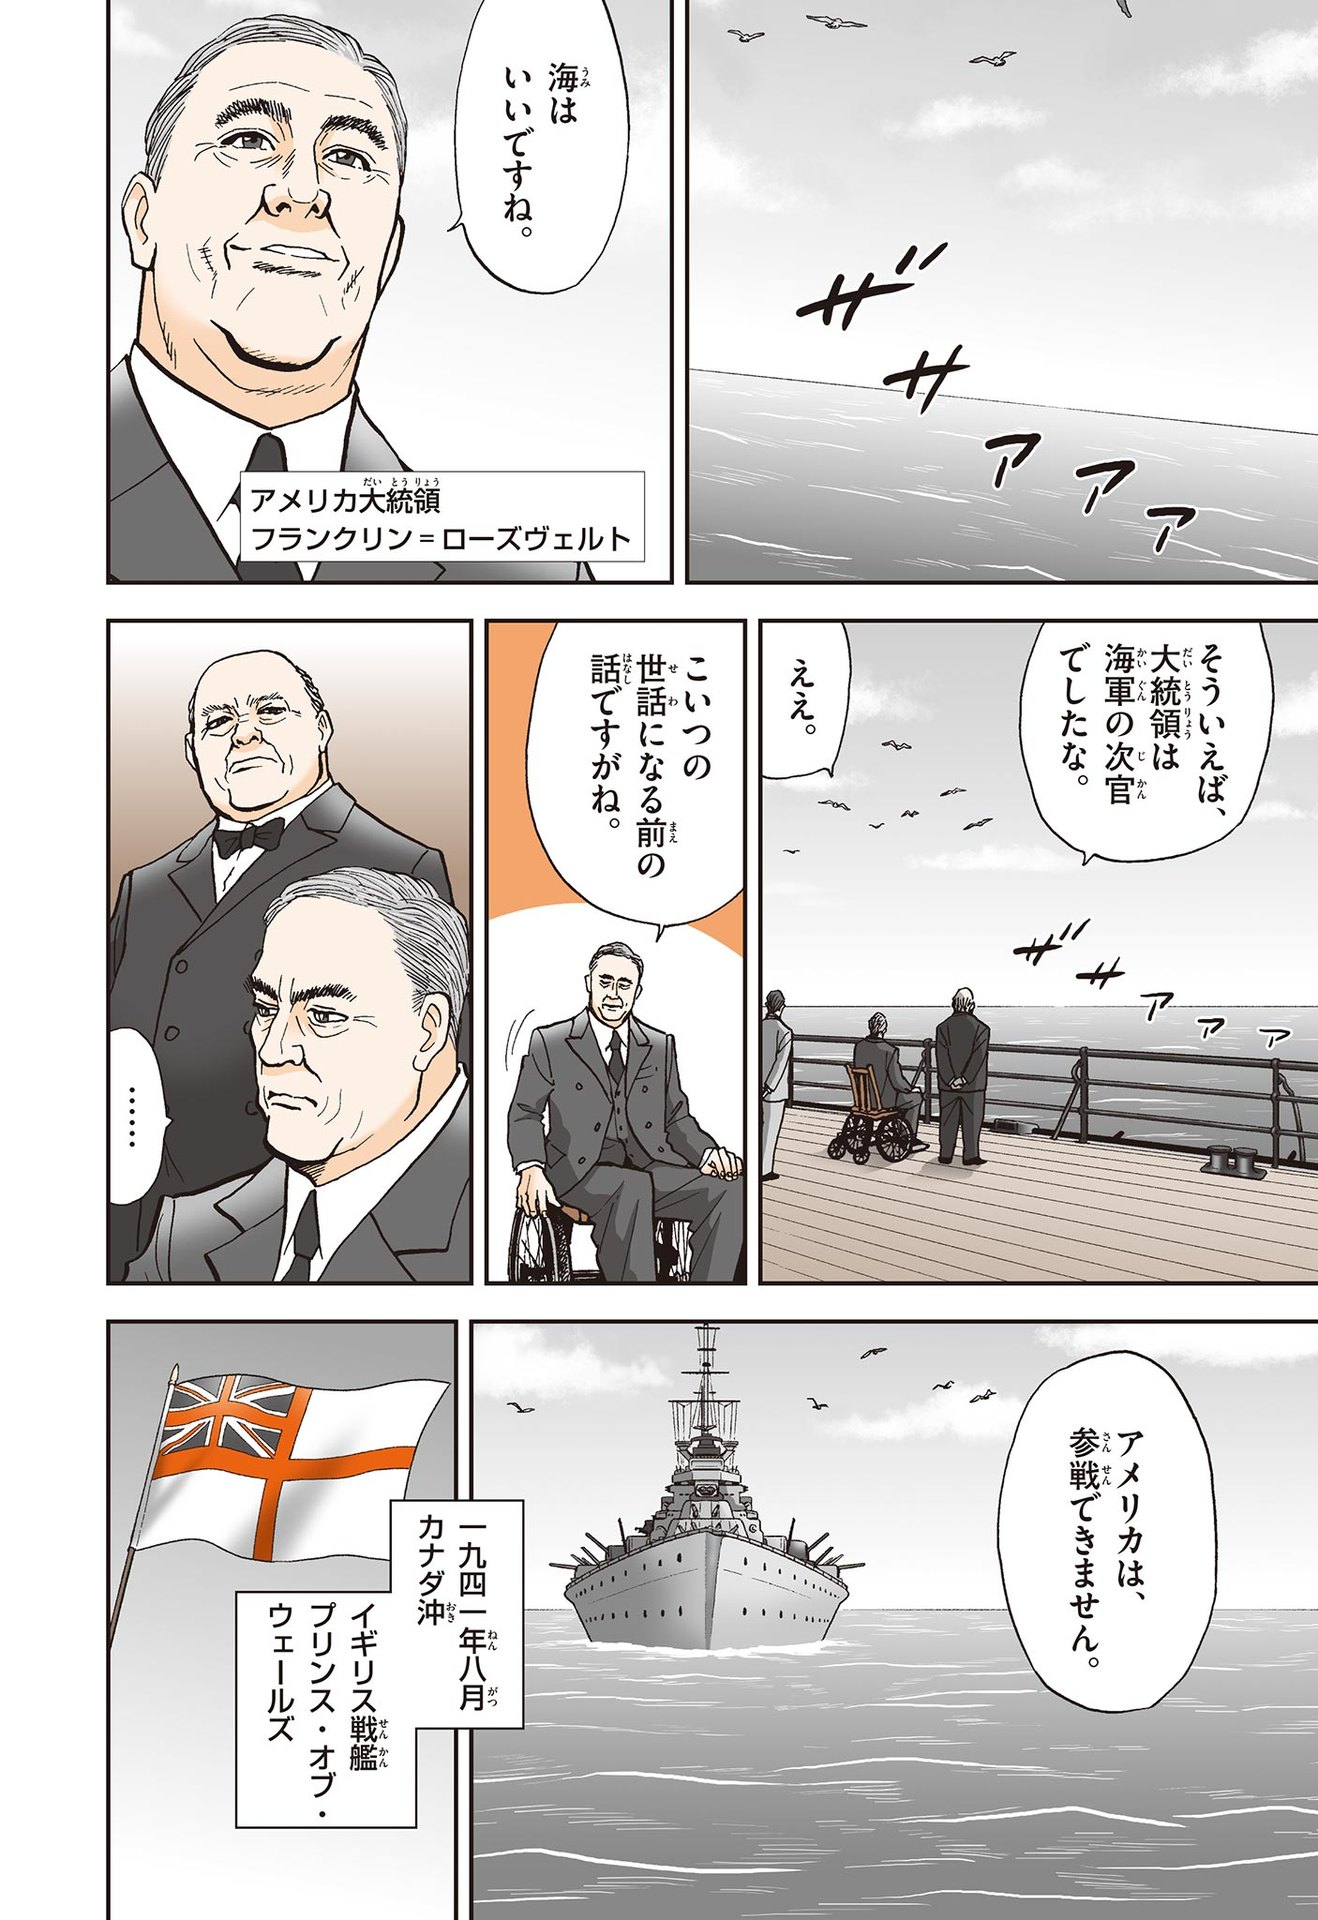 ザザァァァ
海は
いいですね。
アメリカ大統領
フランクリン=ローズヴェルト
そういえば、
大統領は
海軍の次官
でしたな。
ええ。
ザザァァァ
こいつの
世話になる前の
話ですがね。
……
アメリカは、
参戦できません。
一九四一年八月
カナダ沖
イギリス戦艦
プリンス・オブ・
ウェールズ